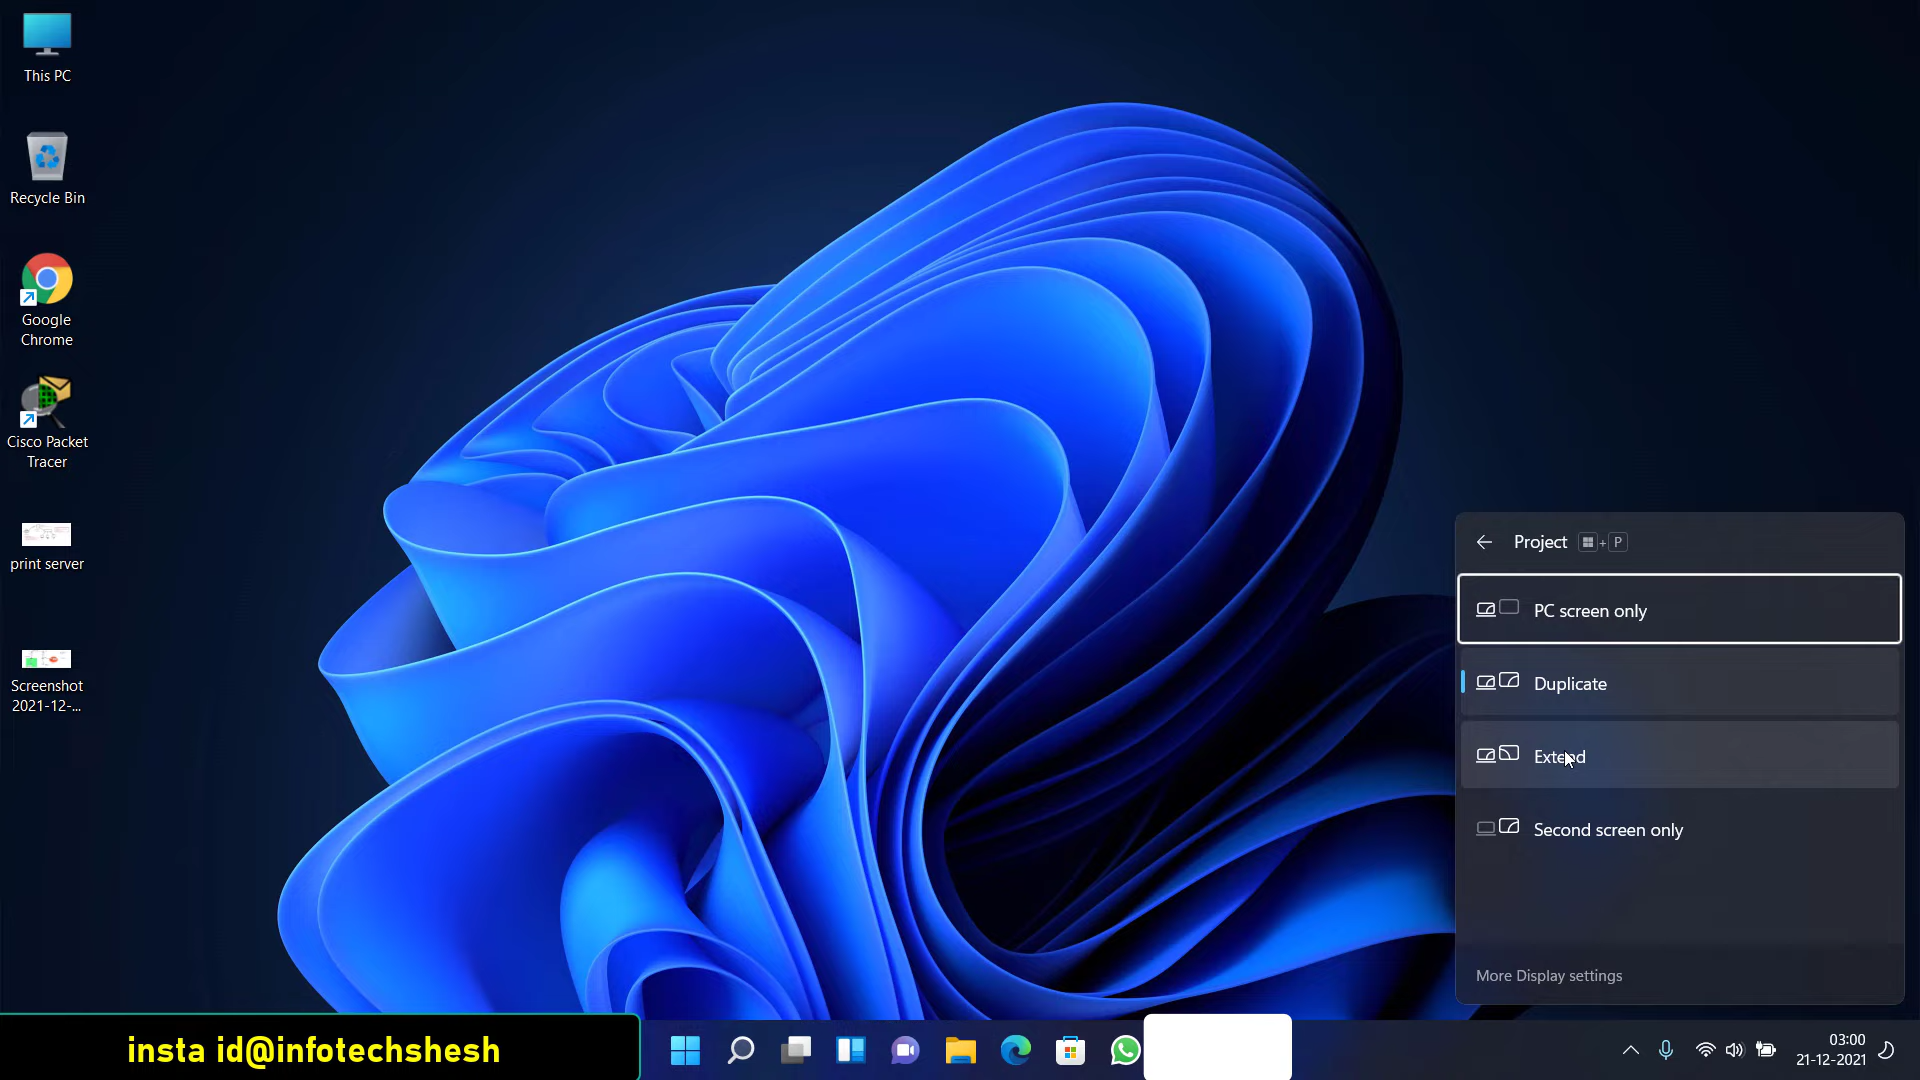 This PC
Recycle Bin
Google
Chrome
Cisco Packet
Tracer
print server
Screenshot
2021-12-...
Project + P
PC screen only
Duplicate
Extend
Second screen only
More Display settings
insta id@infotechshesh
03:00
21-12-2021